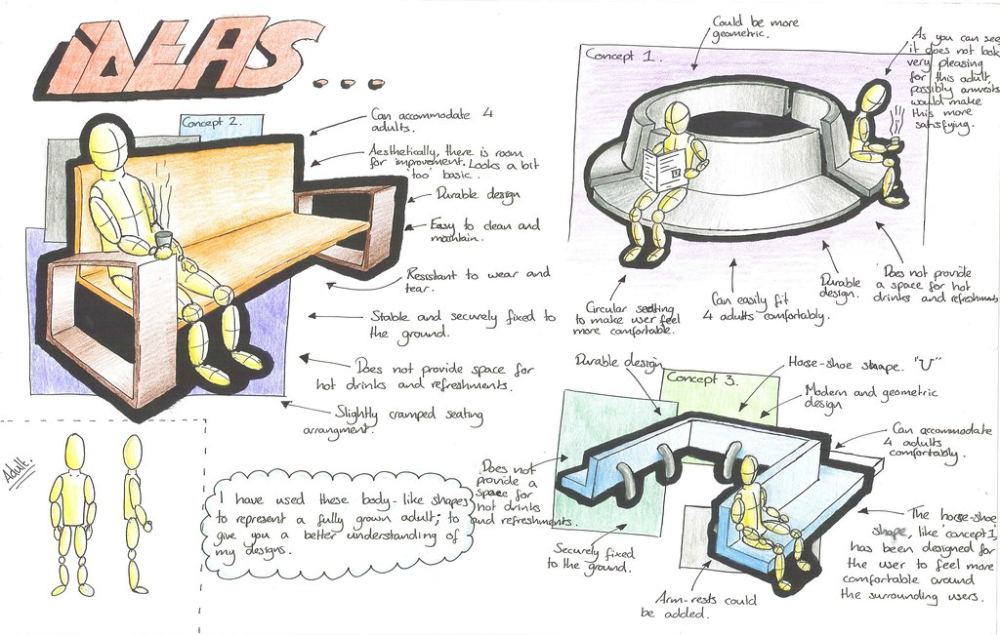 iDEAS...
Concept 2.
Can accommodate 4
adults.
Aesthetically, there is room
for improvement. Looks a bit
'too' basic.
Durable design
Easy to clean and
maintain.
Resistant to wear and
tear.
Stable and securely fixed to
the ground.
Does not provide space for
hot drinks and refreshments.
Slightly cramped seating
arrangment.
Could be more
geometric.
Concept 1.
As you can see
it does not look
very pleasing
for this adult,
possibly armrests
would make
this more
satisfying.
Circular seating
to make user feel
more comfortable.
Can easily fit
4 adults comfortably.
Durable
design.
Does not provide
a space for hot
drinks and refreshments
Adult.
I have used these body-like shapes
to represent a fully grown adult; to
give you a better understanding of
my designs.
Concept 3.
Durable design
Horse-shoe shape. "U"
Modern and geometric
design
Can accommodate
4 adults
comfortably.
Does not
provide a
space for
hot drinks
and refreshments.
Securely fixed
to the ground.
Arm-rests could
be added.
The horse-shoe
shape, like 'concept 1,
has been designed for
the user to feel more
comfortable around
the surrounding users.